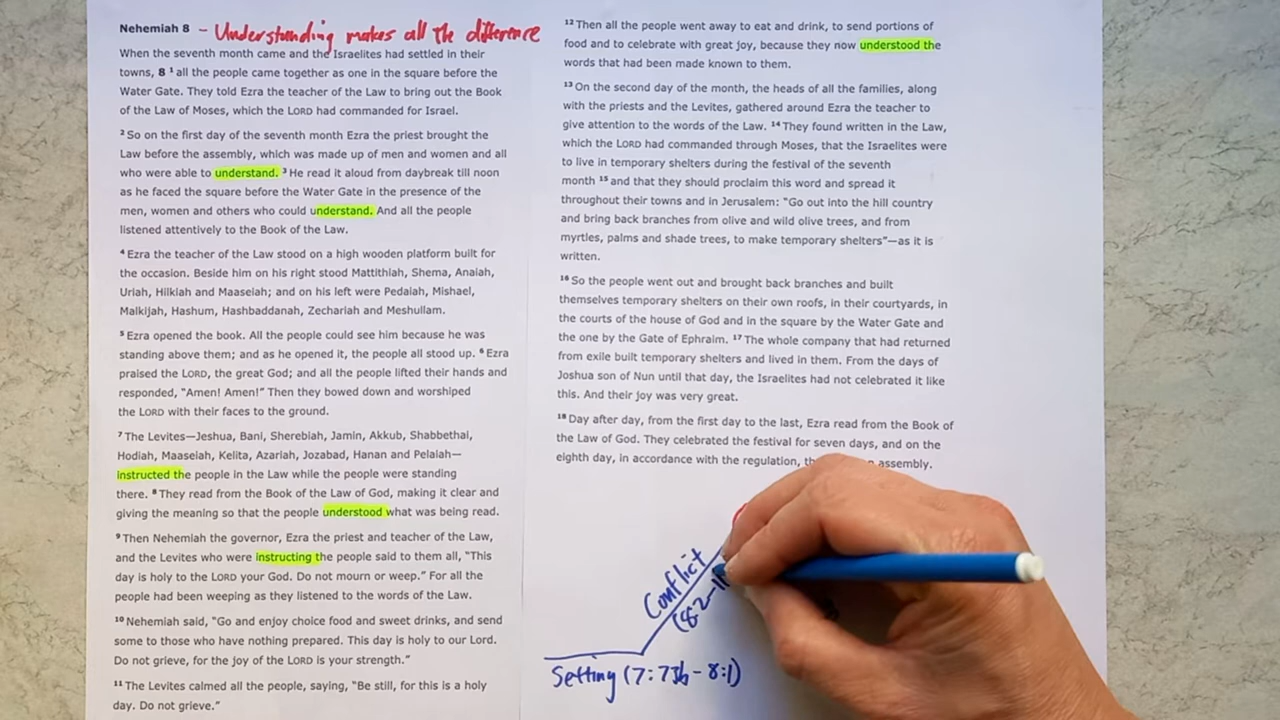 Nehemiah 8 - Understanding makes all the difference
When the seventh month came and the Israelites had settled in their
towns, 8 ¹ all the people came together as one in the square before the
Water Gate. They told Ezra the teacher of the Law to bring out the Book
of the Law of Moses, which the LORD had commanded for Israel.
² So on the first day of the seventh month Ezra the priest brought the
Law before the assembly, which was made up of men and women and all
who were able to understand. ³ He read it aloud from daybreak till noon
as he faced the square before the Water Gate in the presence of the
men, women and others who could understand. And all the people
listened attentively to the Book of the Law.
⁴ Ezra the teacher of the Law stood on a high wooden platform built for
the occasion. Beside him on his right stood Mattithiah, Shema, Anaiah,
Uriah, Hilkiah and Maaseiah; and on his left were Pedaiah, Mishael,
Malkijah, Hashum, Hashbaddanah, Zechariah and Meshullam.
⁵ Ezra opened the book. All the people could see him because he was
standing above them; and as he opened it, the people all stood up. ⁶ Ezra
praised the LORD, the great God; and all the people lifted their hands and
responded, “Amen! Amen!” Then they bowed down and worshiped
the LORD with their faces to the ground.
⁷ The Levites—Jeshua, Bani, Sherebiah, Jamin, Akkub, Shabbethai,
Hodiah, Maaseiah, Kelita, Azariah, Jozabad, Hanan and Pelaiah—
instructed the people in the Law while the people were standing
there. ⁸ They read from the Book of the Law of God, making it clear and
giving the meaning so that the people understood what was being read.
⁹ Then Nehemiah the governor, Ezra the priest and teacher of the Law,
and the Levites who were instructing the people said to them all, “This
day is holy to the LORD your God. Do not mourn or weep.” For all the
people had been weeping as they listened to the words of the Law.
¹⁰ Nehemiah said, “Go and enjoy choice food and sweet drinks, and send
some to those who have nothing prepared. This day is holy to our Lord.
Do not grieve, for the joy of the LORD is your strength.”
¹¹ The Levites calmed all the people, saying, “Be still, for this is a holy
day. Do not grieve.”
¹² Then all the people went away to eat and drink, to send portions of
food and to celebrate with great joy, because they now understood the
words that had been made known to them.
¹³ On the second day of the month, the heads of all the families, along
with the priests and the Levites, gathered around Ezra the teacher to
give attention to the words of the Law. ¹⁴ They found written in the Law,
which the LORD had commanded through Moses, that the Israelites were
to live in temporary shelters during the festival of the seventh
month ¹⁵ and that they should proclaim this word and spread it
throughout their towns and in Jerusalem: “Go out into the hill country
and bring back branches from olive and wild olive trees, and from
myrtles, palms and shade trees, to make temporary shelters”—as it is
written.
¹⁶ So the people went out and brought back branches and built
themselves temporary shelters on their own roofs, in their courtyards, in
the courts of the house of God and in the square by the Water Gate and
the one by the Gate of Ephraim. ¹⁷ The whole company that had returned
from exile built temporary shelters and lived in them. From the days of
Joshua son of Nun until that day, the Israelites had not celebrated it like
this. And their joy was very great.
¹⁸ Day after day, from the first day to the last, Ezra read from the Book of
the Law of God. They celebrated the festival for seven days, and on the
eighth day, in accordance with the regulation, assembly.
Conflict
(8:2-11
Setting (7:73b - 8:1)